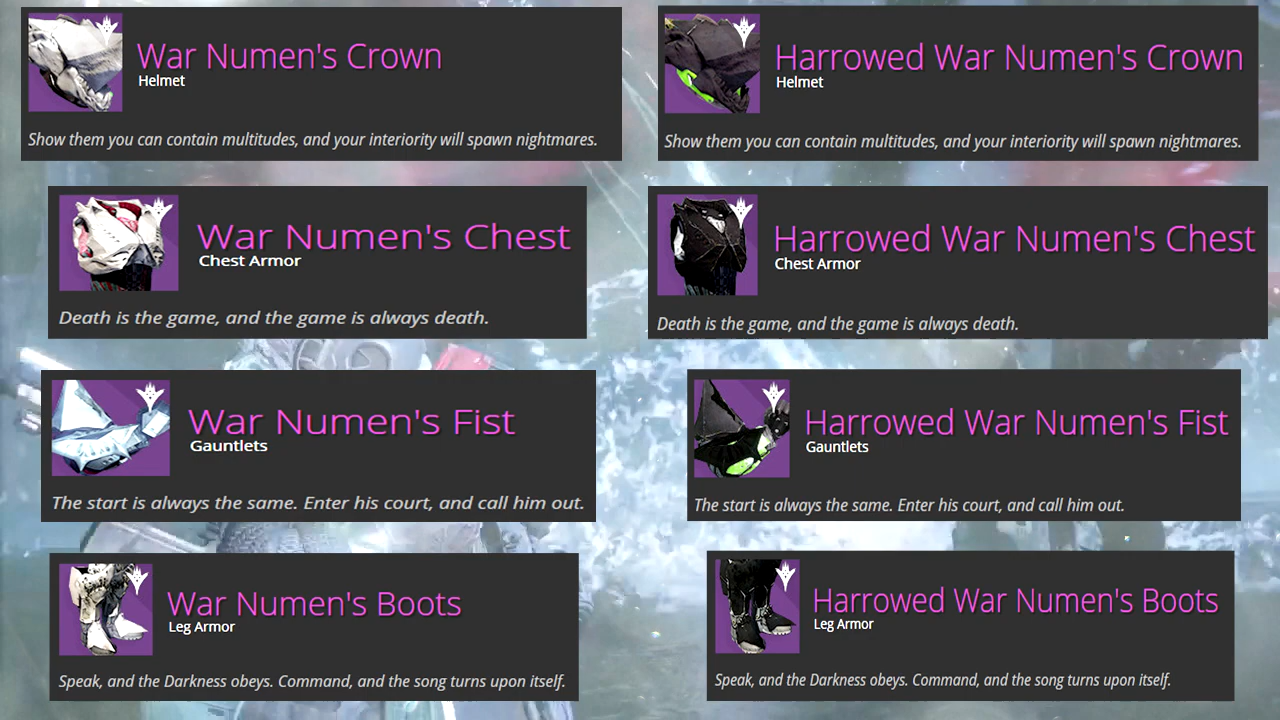 War Numen's Crown
Helmet
Show them you can contain multitudes, and your interiority will spawn nightmares.
Harrowed War Numen's Crown
Helmet
Show them you can contain multitudes, and your interiority will spawn nightmares.
War Numen's Chest
Chest Armor
Death is the game, and the game is always death.
Harrowed War Numen's Chest
Chest Armor
Death is the game, and the game is always death.
War Numen's Fist
Gauntlets
The start is always the same. Enter his court, and call him out.
Harrowed War Numen's Fist
Gauntlets
The start is always the same. Enter his court, and call him out.
War Numen's Boots
Leg Armor
Speak, and the Darkness obeys. Command, and the song turns upon itself.
Harrowed War Numen's Boots
Leg Armor
Speak, and the Darkness obeys. Command, and the song turns upon itself.